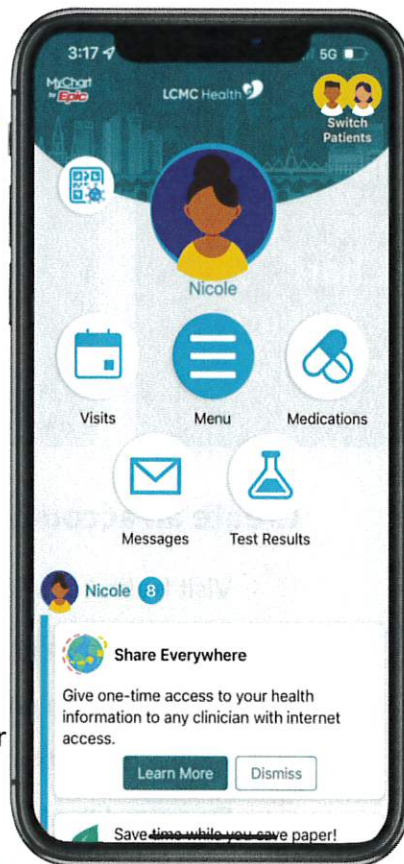 3:17 5G
MyChart
by Epic
LCMC Health
Switch
Patients
Nicole
Visits Menu Medications
Messages Test Results
Nicole 8
Share Everywhere
Give one-time access to your health
information to any clinician with internet
access.
Learn More Dismiss
Save time while you save paper!